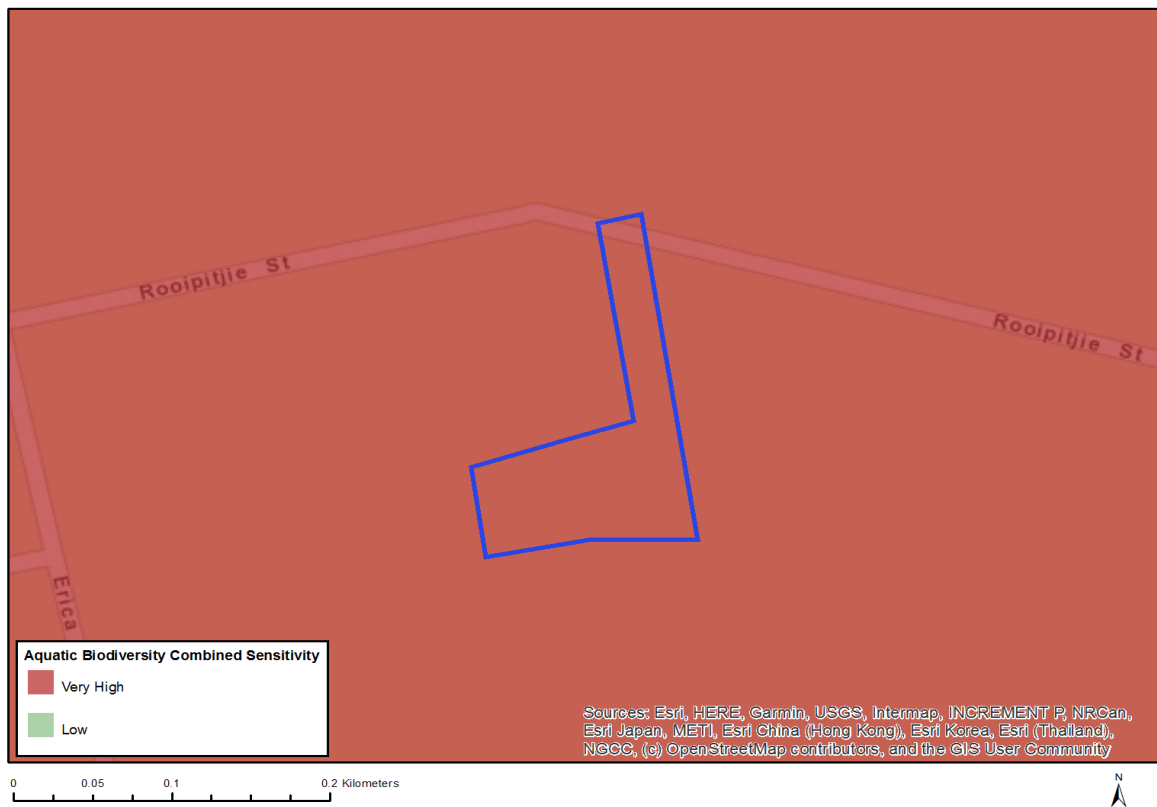 Rooipitjie St
Rooipitjie St
Erica
Aquatic Biodiversity Combined Sensitivity
Very High
Low
Sources: Esri, HERE, Garmin, USGS, Intermap, INCREMENT P, NRCan,
Esri Japan, METI, Esri China (Hong Kong), Esri Korea, Esri (Thailand),
NGCC, (c) OpenStreetMap contributors, and the GIS User Community
0 0.05 0.1 0.2 Kilometers
N